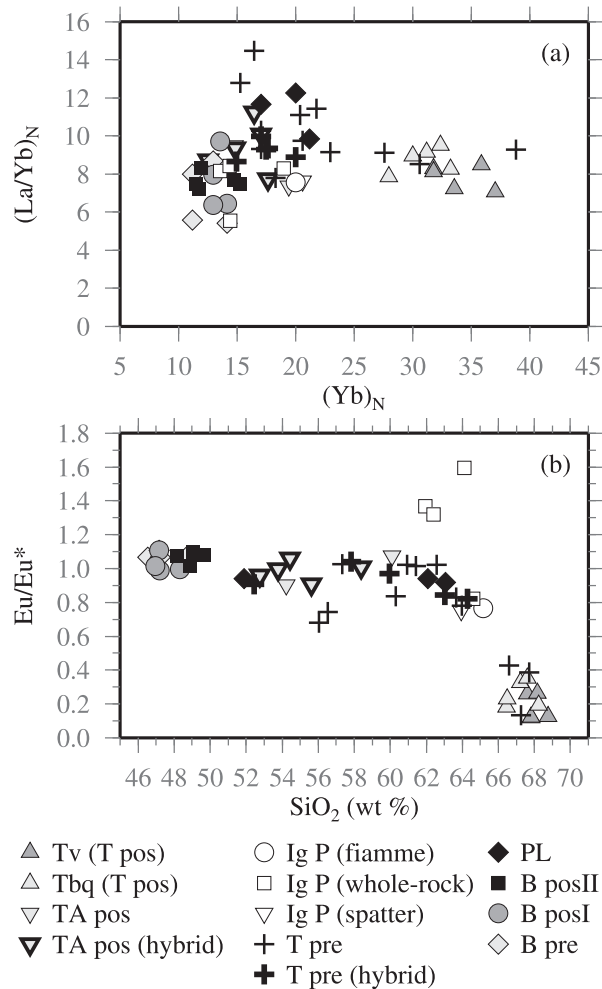 16
14
12
10
8
6
4
2
0
(La/Yb)N
(a)
5 10 15 20 25 30 35 40 45
(Yb)N
1.8
1.6
1.4
1.2
1.0
0.8
0.6
0.4
0.2
0.0
Eu/Eu*
(b)
46 48 50 52 54 56 58 60 62 64 66 68 70
SiO2 (wt %)
Tv (T pos) Ig P (fiamme) PL
Tbq (T pos) Ig P (whole-rock) B posII
TA pos Ig P (spatter) B posI
TA pos (hybrid) T pre B pre
T pre (hybrid)